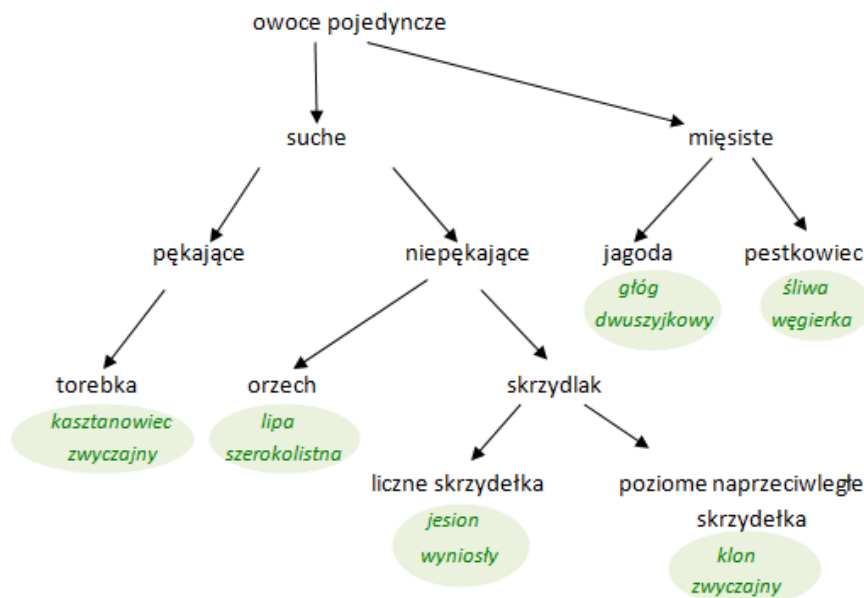 owoce pojedyncze
suche
mięsiste
pękające
niepękające
jagoda
pestkowiec
głóg
dwuszyjkowy
śliwa
węgierka
torebka
orzech
skrzydlak
kasztanowiec
zwyczajny
lipa
szerokolistna
liczne skrzydełka
poziome naprzeciwległe
skrzydełka
jesion
wyniosły
klon
zwyczajny